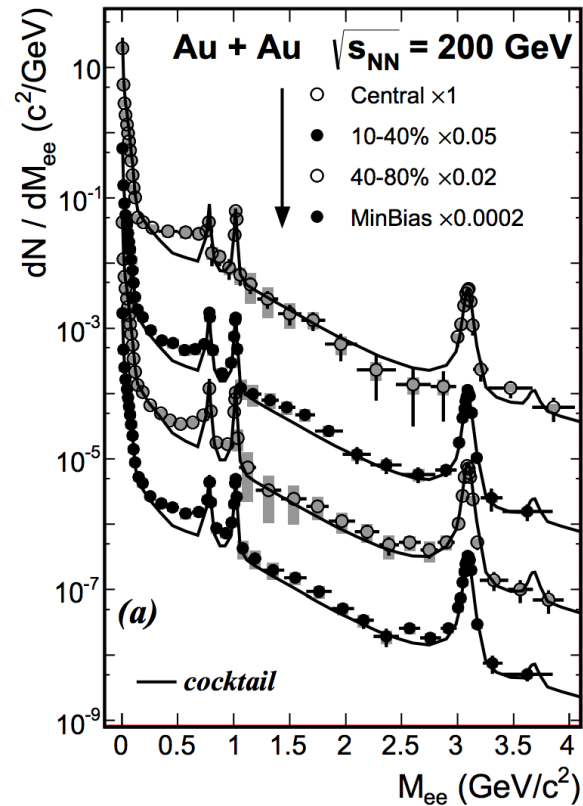 Au + Au √sNN = 200 GeV
Central ×1
10-40% ×0.05
40-80% ×0.02
MinBias ×0.0002
dN / dMee (c²/GeV)
10
10⁻¹
10⁻³
10⁻⁵
10⁻⁷
10⁻⁹
(a)
cocktail
0 0.5 1 1.5 2 2.5 3 3.5 4
Mee (GeV/c²)